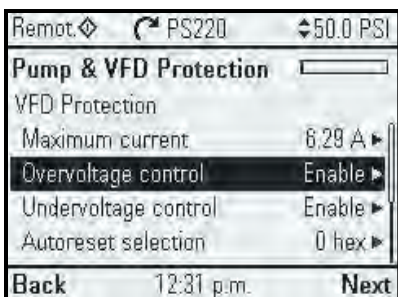 Remot. PS220 50.0 PSI
Pump & VFD Protection
VFD Protection
Maximum current 6.29 A
Overvoltage control Enable
Undervoltage control Enable
Autoreset selection 0 hex
Back 12:31 p.m. Next